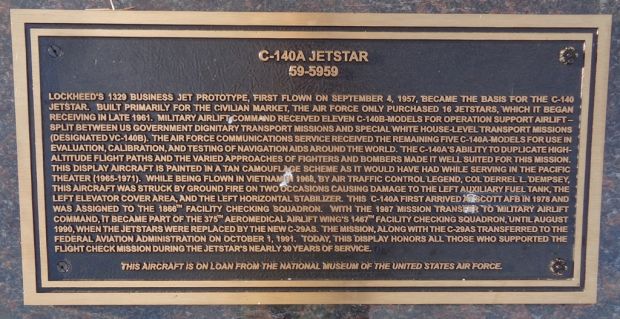 C-140A JETSTAR
59-5959
LOCKHEED'S 1329 BUSINESS JET PROTOTYPE, FIRST FLOWN ON SEPTEMBER 4, 1957, BECAME THE BASIS FOR THE C-140
JETSTAR. BUILT PRIMARILY FOR THE CIVILIAN MARKET, THE AIR FORCE ONLY PURCHASED 16 JETSTARS, WHICH IT BEGAN
RECEIVING IN LATE 1961. MILITARY AIRLIFT COMMAND RECEIVED ELEVEN C-140B-MODELS FOR OPERATION SUPPORT AIRLIFT –
SPLIT BETWEEN US GOVERNMENT DIGNITARY TRANSPORT MISSIONS AND SPECIAL WHITE HOUSE-LEVEL TRANSPORT MISSIONS
(DESIGNATED VC-140B). THE AIR FORCE COMMUNICATIONS SERVICE RECEIVED THE REMAINING FIVE C-140A-MODELS FOR USE IN
EVALUATION, CALIBRATION, AND TESTING OF NAVIGATION AIDS AROUND THE WORLD. THE C-140A'S ABILITY TO DUPLICATE HIGH-
ALTITUDE FLIGHT PATHS AND THE VARIED APPROACHES OF FIGHTERS AND BOMBERS MADE IT WELL SUITED FOR THIS MISSION.
THIS DISPLAY AIRCRAFT IS PAINTED IN A TAN CAMOUFLAGE SCHEME AS IT WOULD HAVE HAD WHILE SERVING IN THE PACIFIC
THEATER (1965-1971). WHILE BEING FLOWN IN VIETNAM 1968, BY AIR TRAFFIC CONTROL LEGEND, COL DERREL L. DEMPSEY,
THIS AIRCRAFT WAS STRUCK BY GROUND FIRE ON TWO OCCASIONS CAUSING DAMAGE TO THE LEFT AUXILIARY FUEL TANK, THE
LEFT ELEVATOR COVER AREA, AND THE LEFT HORIZONTAL STABILIZER. THIS C-140A FIRST ARRIVED SCOTT AFB IN 1978 AND
WAS ASSIGNED TO THE 1866TH FACILITY CHECKING SQUADRON. WITH THE 1987 MISSION TRANSFER TO MILITARY AIRLIFT
COMMAND, IT BECAME PART OF THE 375TH AEROMEDICAL AIRLIFT WING'S 1467TH FACILITY CHECKING SQUADRON, UNTIL AUGUST
1990, WHEN THE JETSTARS WERE REPLACED BY THE NEW C-29AS. THE MISSION, ALONG WITH THE C-29AS TRANSFERRED TO THE
FEDERAL AVIATION ADMINISTRATION ON OCTOBER 1, 1991. TODAY, THIS DISPLAY HONORS ALL THOSE WHO SUPPORTED THE
FLIGHT CHECK MISSION DURING THE JETSTAR'S NEARLY 30 YEARS OF SERVICE.
THIS AIRCRAFT IS ON LOAN FROM THE NATIONAL MUSEUM OF THE UNITED STATES AIR FORCE.